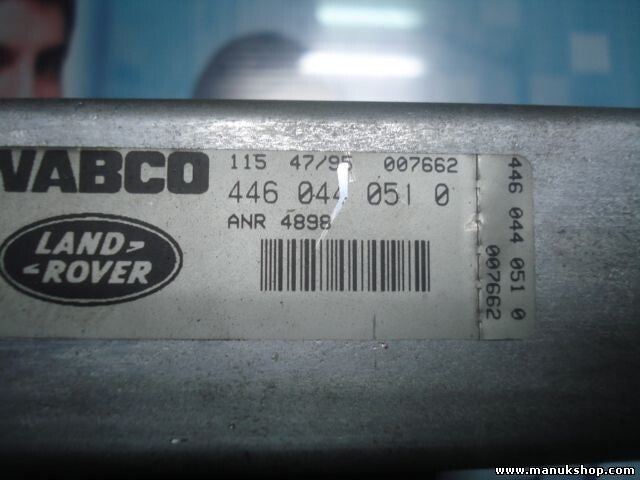 WABCO
115 47/95 007662
446 044 051 0
ANR 4898
LAND-
-ROVER
446 044 051 0
007662
www.manukshop.com